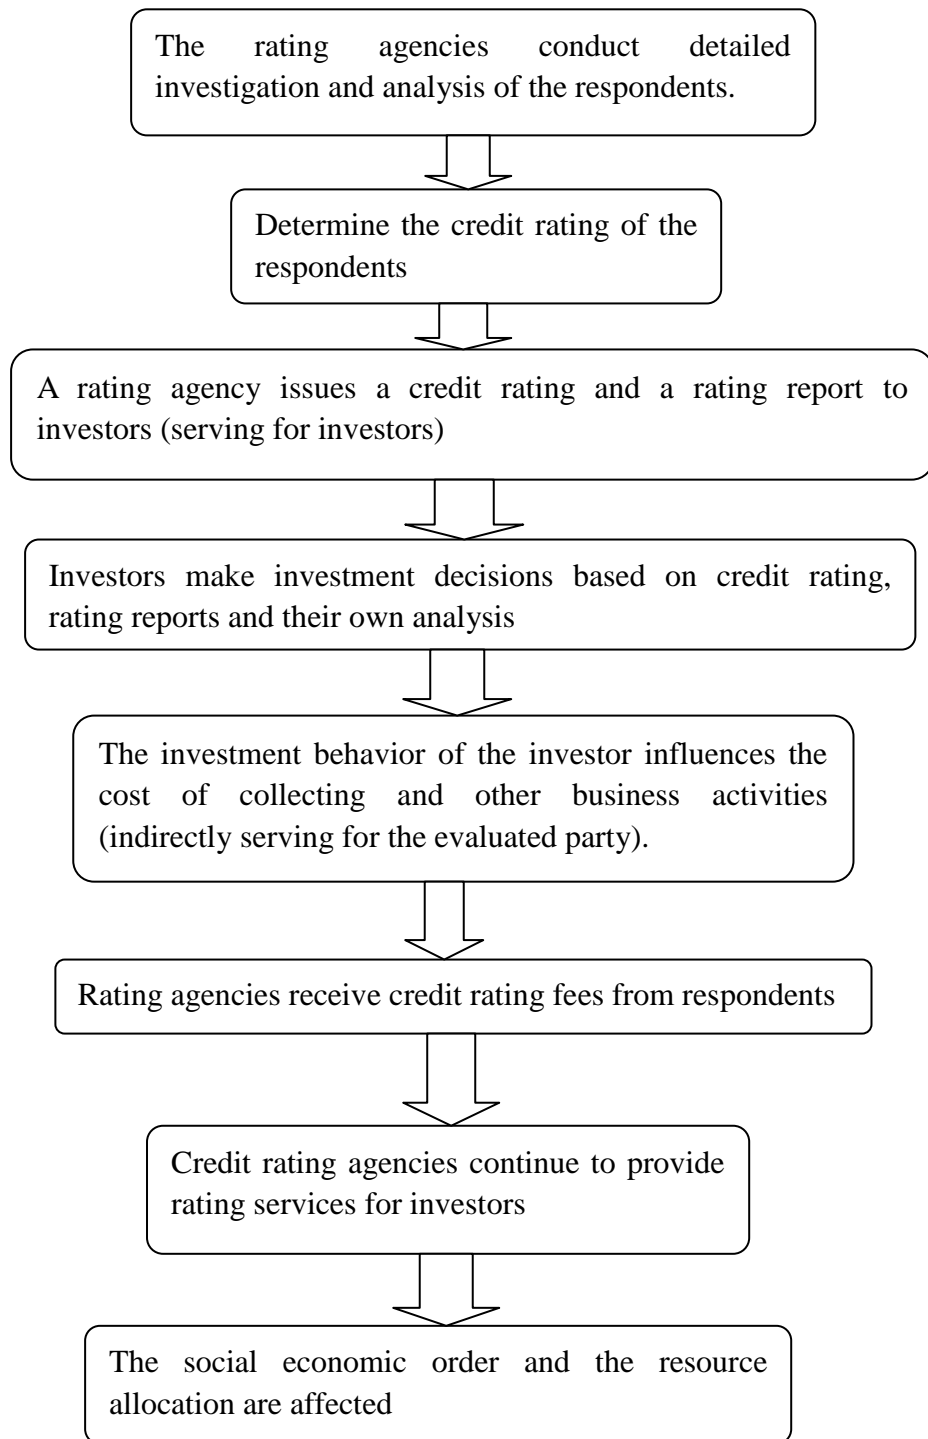 The rating agencies conduct detailed
investigation and analysis of the respondents.
Determine the credit rating of the
respondents
A rating agency issues a credit rating and a rating report to
investors (serving for investors)
Investors make investment decisions based on credit rating,
rating reports and their own analysis
The investment behavior of the investor influences the
cost of collecting and other business activities
(indirectly serving for the evaluated party).
Rating agencies receive credit rating fees from respondents
Credit rating agencies continue to provide
rating services for investors
The social economic order and the resource
allocation are affected